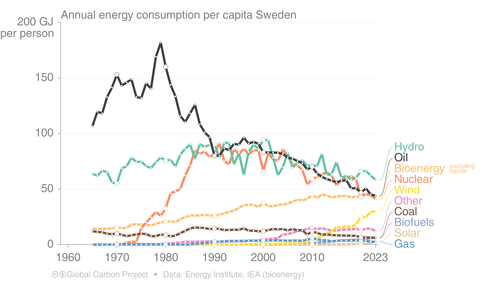 Annual energy consumption per capita Sweden
200 GJ
per person
150
100
50
0
1960
1970
1980
1990
2000
2010
2023
Hydro
Oil
Bioenergy excluding liquids
Nuclear
Wind
Other
Coal
Biofuels
Solar
Gas
Global Carbon Project • Data: Energy Institute, IEA (bioenergy)